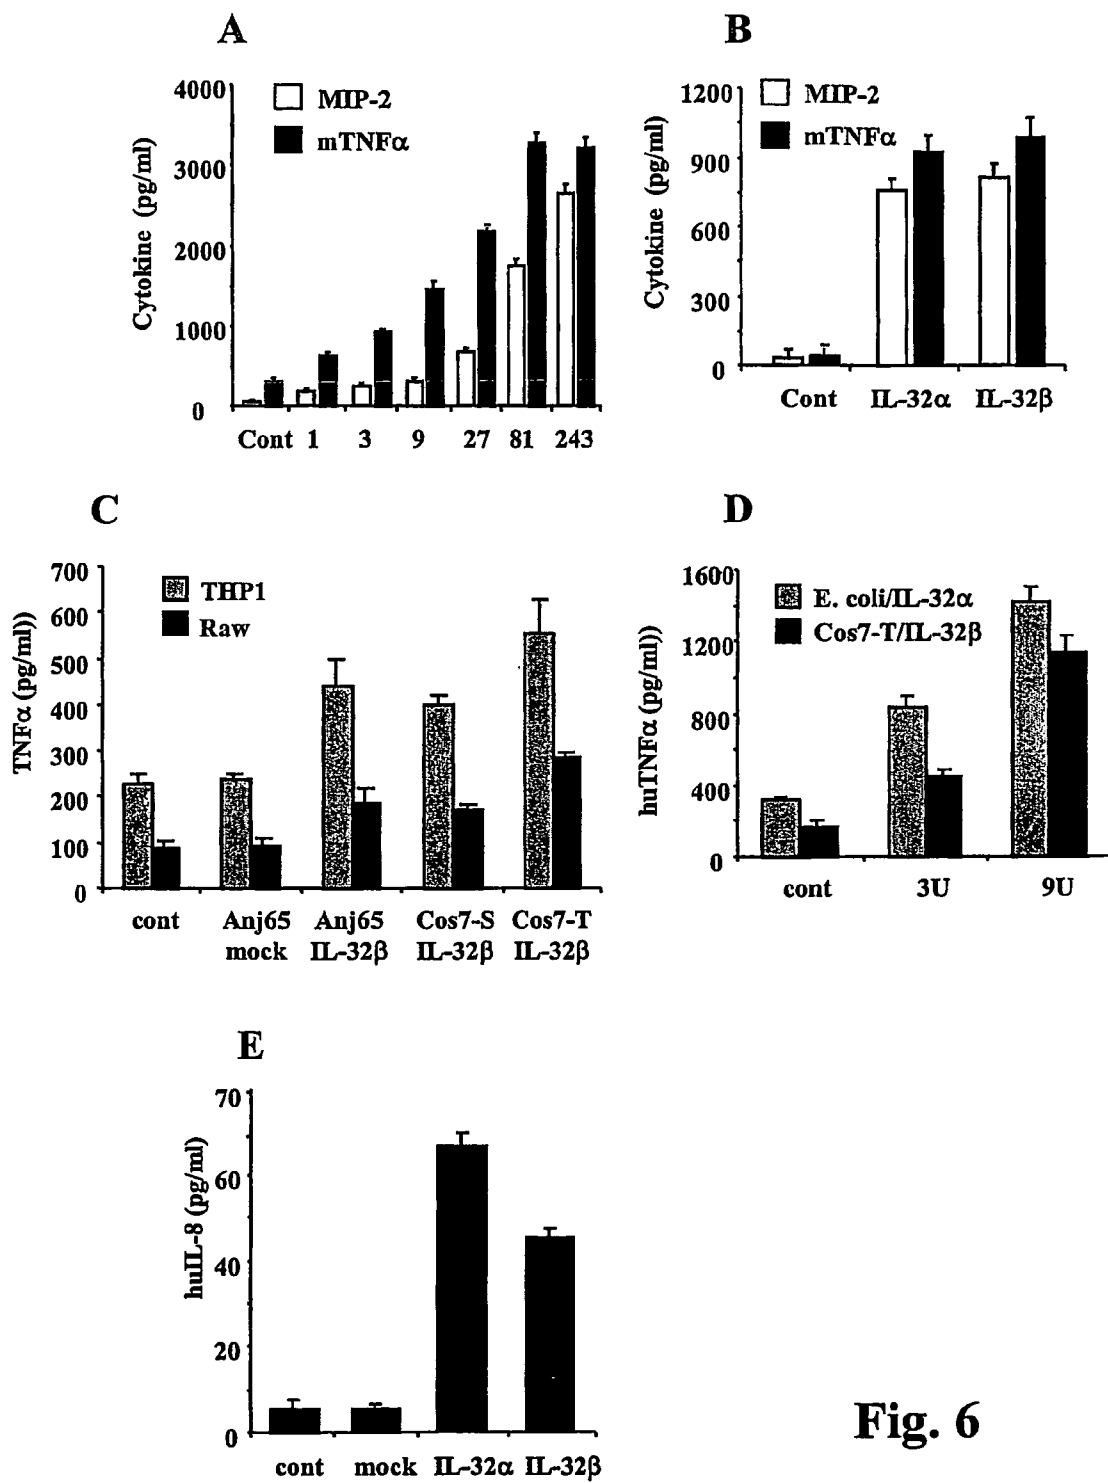 A
4000
3000
2000
1000
0
Cytokine (pg/ml)
MIP-2
mTNFα
Cont 1 3 9 27 81 243
B
1200
900
600
300
0
Cytokine (pg/ml)
MIP-2
mTNFα
Cont IL-32α IL-32β
C
700
600
500
400
300
200
100
0
TNFα (pg/ml))
THP1
Raw
cont Anj65 Anj65 Cos7-S Cos7-T
mock IL-32β IL-32β IL-32β
D
1600
1200
800
400
0
huTNFα (pg/ml))
E. coli/IL-32α
Cos7-T/IL-32β
cont 3U 9U
E
70
60
40
20
0
huIL-8 (pg/ml)
cont mock IL-32α IL-32β
Fig. 6